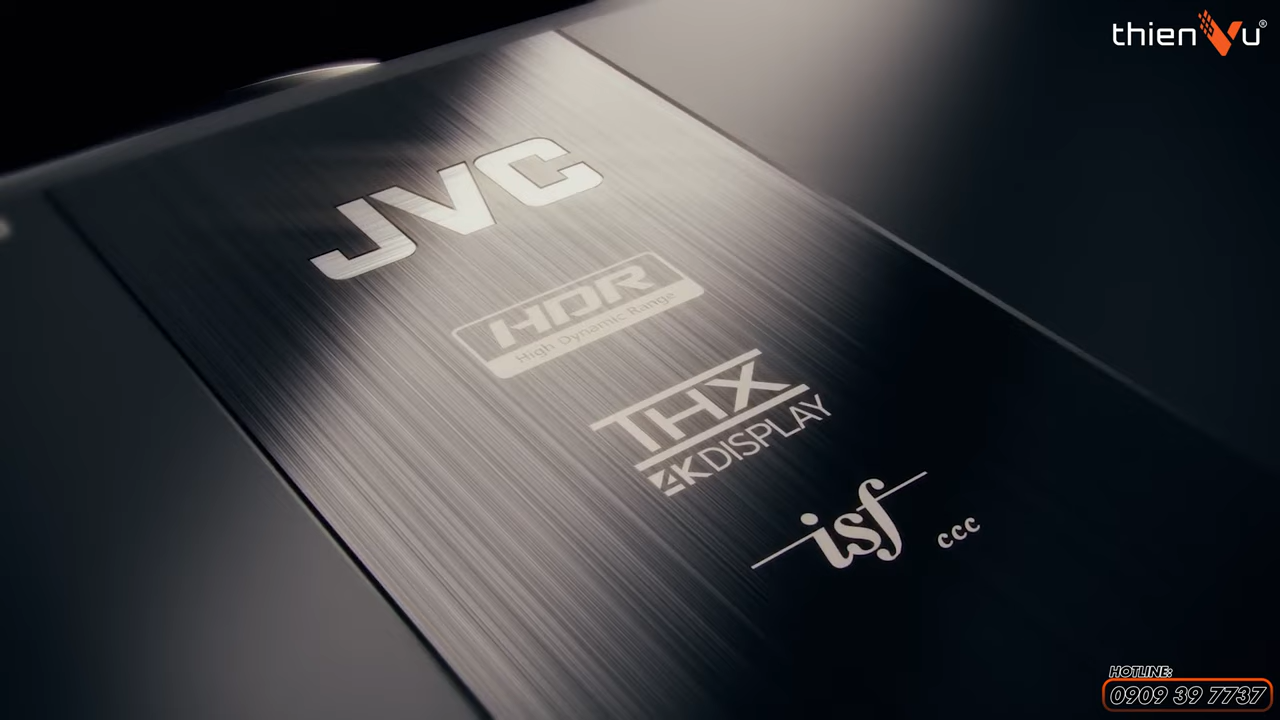 thienVu®
JVC
HDR
High Dynamic Range
THX
4K DISPLAY
isf ccc
HOTLINE:
0909 39 7737